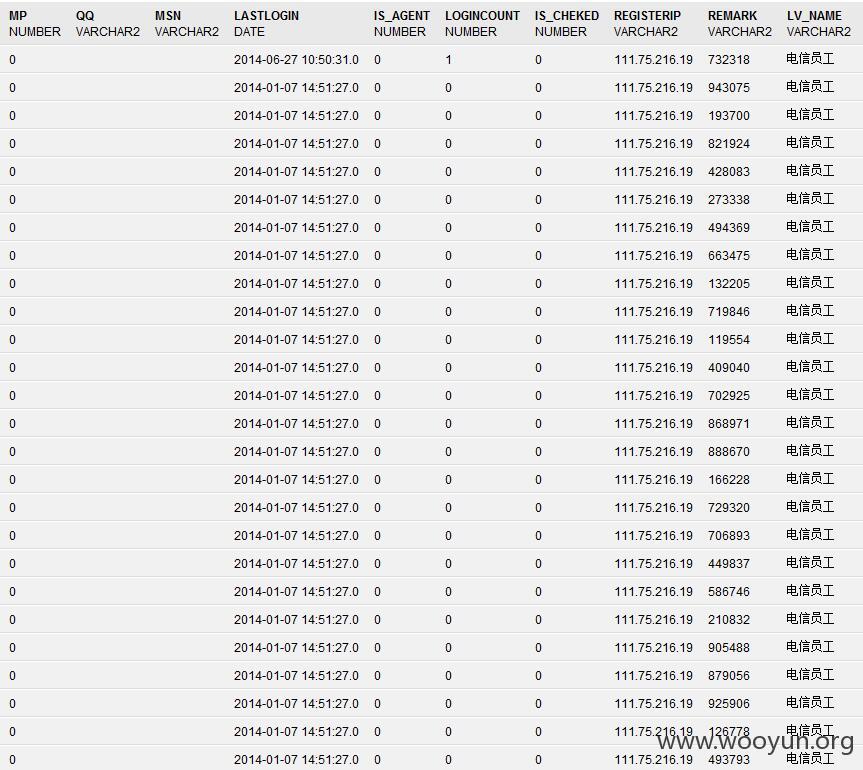 MP QQ MSN LASTLOGIN IS_AGENT LOGINCOUNT IS_CHEKED REGISTERIP REMARK LV_NAME
NUMBER VARCHAR2 VARCHAR2 DATE NUMBER NUMBER NUMBER VARCHAR2 VARCHAR2 VARCHAR2
0 2014-06-27 10:50:31.0 0 1 0 111.75.216.19 732318 电信员工
0 2014-01-07 14:51:27.0 0 0 0 111.75.216.19 943075 电信员工
0 2014-01-07 14:51:27.0 0 0 0 111.75.216.19 193700 电信员工
0 2014-01-07 14:51:27.0 0 0 0 111.75.216.19 821924 电信员工
0 2014-01-07 14:51:27.0 0 0 0 111.75.216.19 428083 电信员工
0 2014-01-07 14:51:27.0 0 0 0 111.75.216.19 273338 电信员工
0 2014-01-07 14:51:27.0 0 0 0 111.75.216.19 494369 电信员工
0 2014-01-07 14:51:27.0 0 0 0 111.75.216.19 663475 电信员工
0 2014-01-07 14:51:27.0 0 0 0 111.75.216.19 132205 电信员工
0 2014-01-07 14:51:27.0 0 0 0 111.75.216.19 719846 电信员工
0 2014-01-07 14:51:27.0 0 0 0 111.75.216.19 119554 电信员工
0 2014-01-07 14:51:27.0 0 0 0 111.75.216.19 409040 电信员工
0 2014-01-07 14:51:27.0 0 0 0 111.75.216.19 702925 电信员工
0 2014-01-07 14:51:27.0 0 0 0 111.75.216.19 868971 电信员工
0 2014-01-07 14:51:27.0 0 0 0 111.75.216.19 888670 电信员工
0 2014-01-07 14:51:27.0 0 0 0 111.75.216.19 166228 电信员工
0 2014-01-07 14:51:27.0 0 0 0 111.75.216.19 729320 电信员工
0 2014-01-07 14:51:27.0 0 0 0 111.75.216.19 706893 电信员工
0 2014-01-07 14:51:27.0 0 0 0 111.75.216.19 449837 电信员工
0 2014-01-07 14:51:27.0 0 0 0 111.75.216.19 586746 电信员工
0 2014-01-07 14:51:27.0 0 0 0 111.75.216.19 210832 电信员工
0 2014-01-07 14:51:27.0 0 0 0 111.75.216.19 905488 电信员工
0 2014-01-07 14:51:27.0 0 0 0 111.75.216.19 879056 电信员工
0 2014-01-07 14:51:27.0 0 0 0 111.75.216.19 925906 电信员工
0 2014-01-07 14:51:27.0 0 0 0 111.75.216.19 126778 电信员工
www.wooyun.org
0 2014-01-07 14:51:27.0 0 0 0 111.75.216.19 493793 电信员工